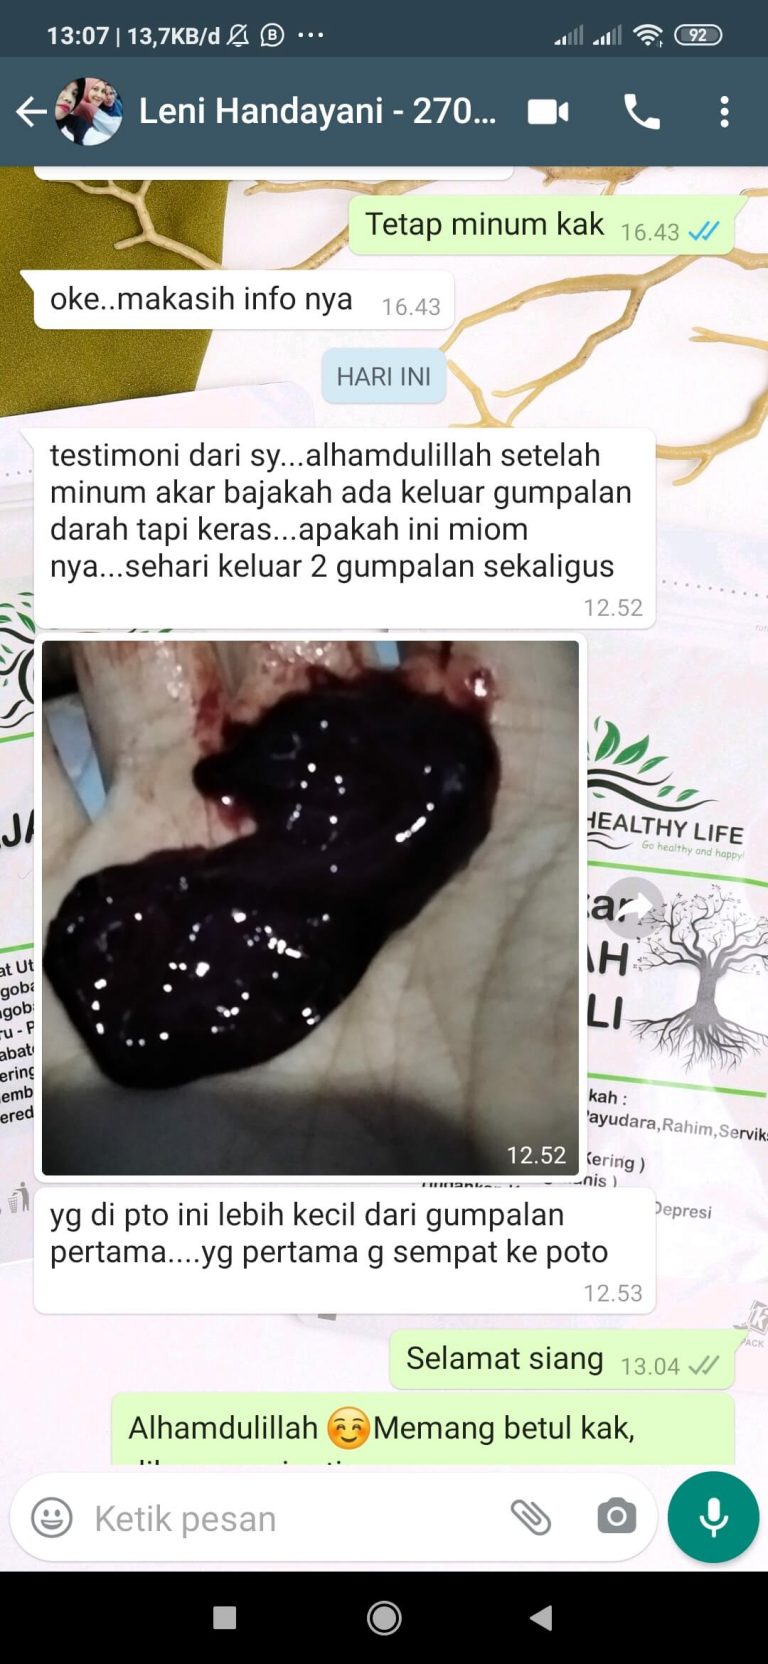 13:07 | 13,7KB/d
92
Leni Handayani - 270...
Tetap minum kak 16.43
oke..makasih info nya 16.43
HARI INI
testimoni dari sy...alhamdulillah setelah
minum akar bajakah ada keluar gumpalan
darah tapi keras...apakah ini miom
nya...sehari keluar 2 gumpalan sekaligus
12.52
HEALTHY LIFE
Go healthy and happy!
kah :
Payudara,Rahim,Servik
Kering )
12.52
Depresi
yg di pto ini lebih kecil dari gumpalan
pertama....yg pertama g sempat ke poto
12.53
PACK
Selamat siang 13.04
Alhamdulillah ☺️Memang betul kak,
Ketik pesan